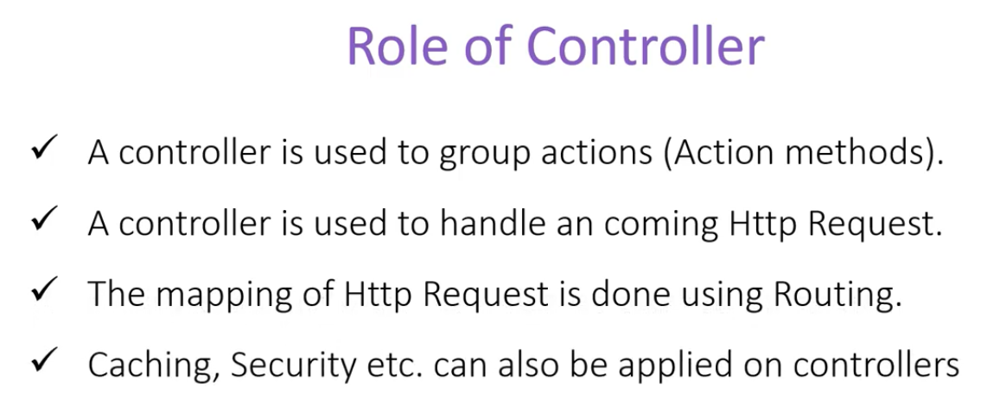 Role of Controller
✓ A controller is used to group actions (Action methods).
✓ A controller is used to handle an coming Http Request.
✓ The mapping of Http Request is done using Routing.
✓ Caching, Security etc. can also be applied on controllers